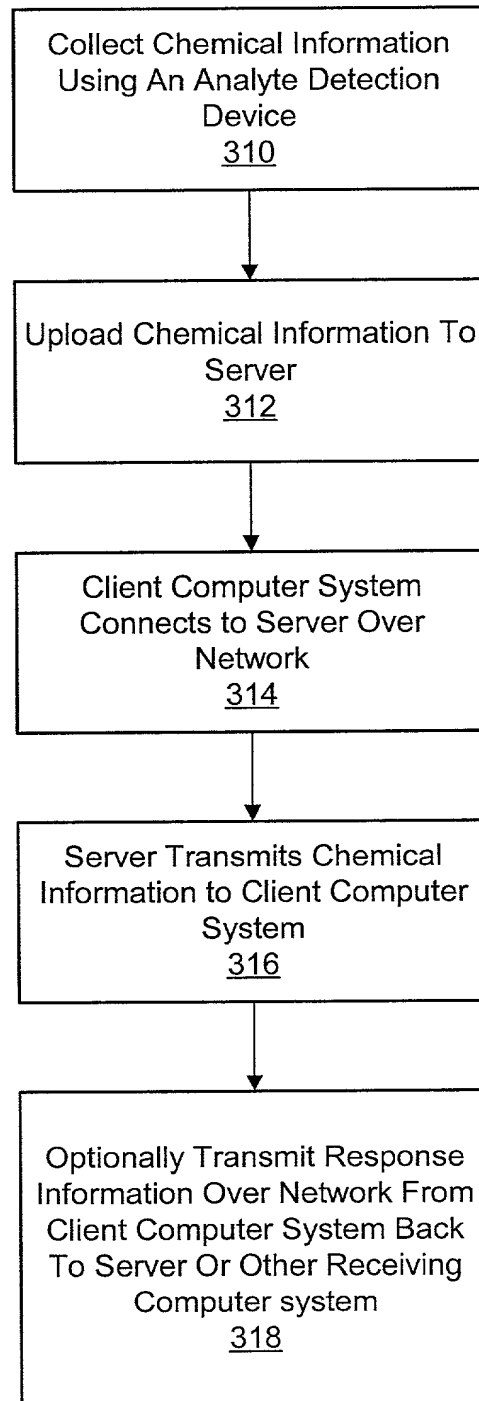 Collect Chemical Information
Using An Analyte Detection
Device
310
Upload Chemical Information To
Server
312
Client Computer System
Connects to Server Over
Network
314
Server Transmits Chemical
Information to Client Computer
System
316
Optionally Transmit Response
Information Over Network From
Client Computer System Back
To Server Or Other Receiving
Computer system
318